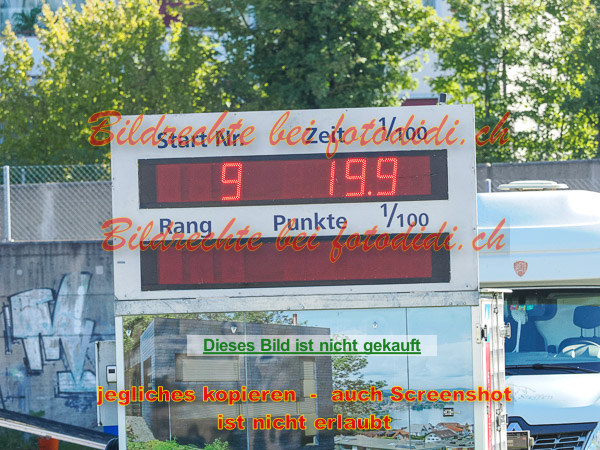 Bildrechte bei fotodidi.ch
Start Nr. Zeit 1/100
9 19.9
Rang Punkte 1/100
Bildrechte bei fotodidi.ch
Dieses Bild ist nicht gekauft
jegliches kopieren - auch Screenshot
ist nicht erlaubt